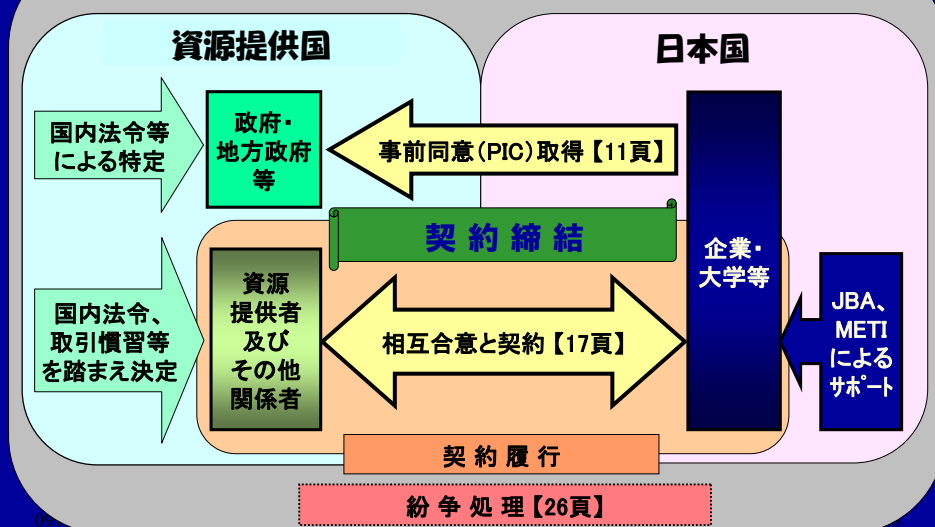 資源提供国
日本国
国内法令等
による特定
政府・
地方政府
等
事前同意(PIC)取得【11頁】
契約締結
企業・
大学等
国内法令、
取引慣習等
を踏まえ決定
資源
提供者
及び
その他
関係者
相互合意と契約【17頁】
JBA、
METI
による
サポート
契約履行
紛争処理【26頁】